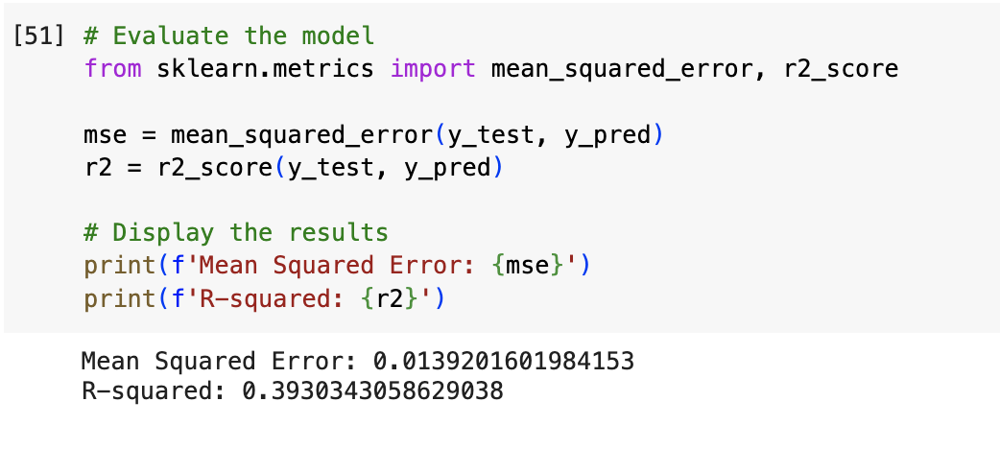 [51] # Evaluate the model
from sklearn.metrics import mean_squared_error, r2_score
mse = mean_squared_error(y_test, y_pred)
r2 = r2_score(y_test, y_pred)
# Display the results
print(f'Mean Squared Error: {mse}')
print(f'R-squared: {r2}')
Mean Squared Error: 0.0139201601984153
R-squared: 0.3930343058629038